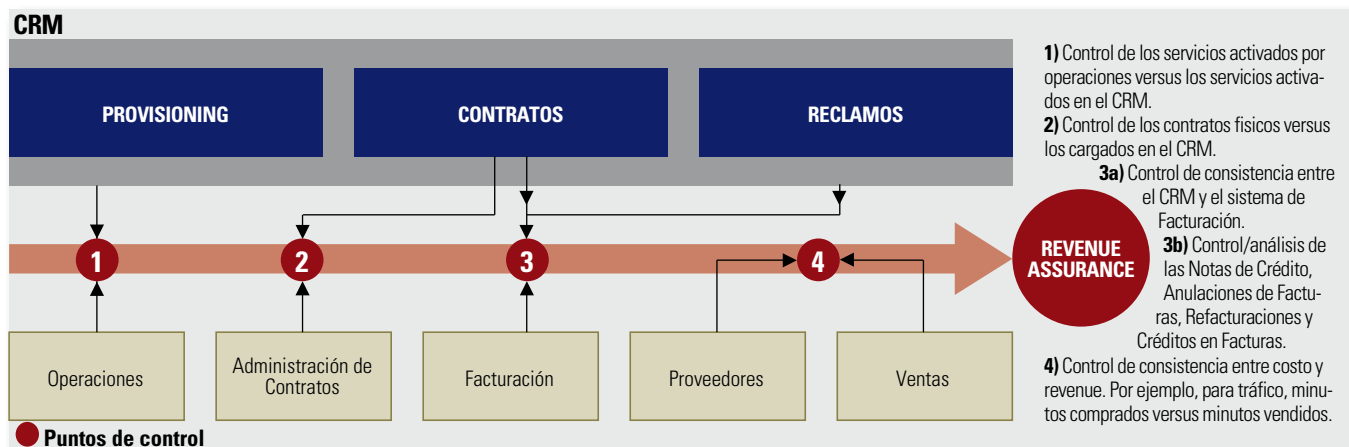 CRM
PROVISIONING
CONTRATOS
RECLAMOS
1
2
3
4
REVENUE
ASSURANCE
Operaciones
Administración de
Contratos
Facturación
Proveedores
Ventas
Puntos de control
1) Control de los servicios activados por
operaciones versus los servicios activa-
dos en el CRM.
2) Control de los contratos fisicos versus
los cargados en el CRM.
3a) Control de consistencia entre
el CRM y el sistema de
Facturación.
3b) Control/análisis de
las Notas de Crédito,
Anulaciones de Factu-
ras, Refacturaciones y
Créditos en Facturas.
4) Control de consistencia entre costo y
revenue. Por ejemplo, para tráfico, minu-
tos comprados versus minutos vendidos.